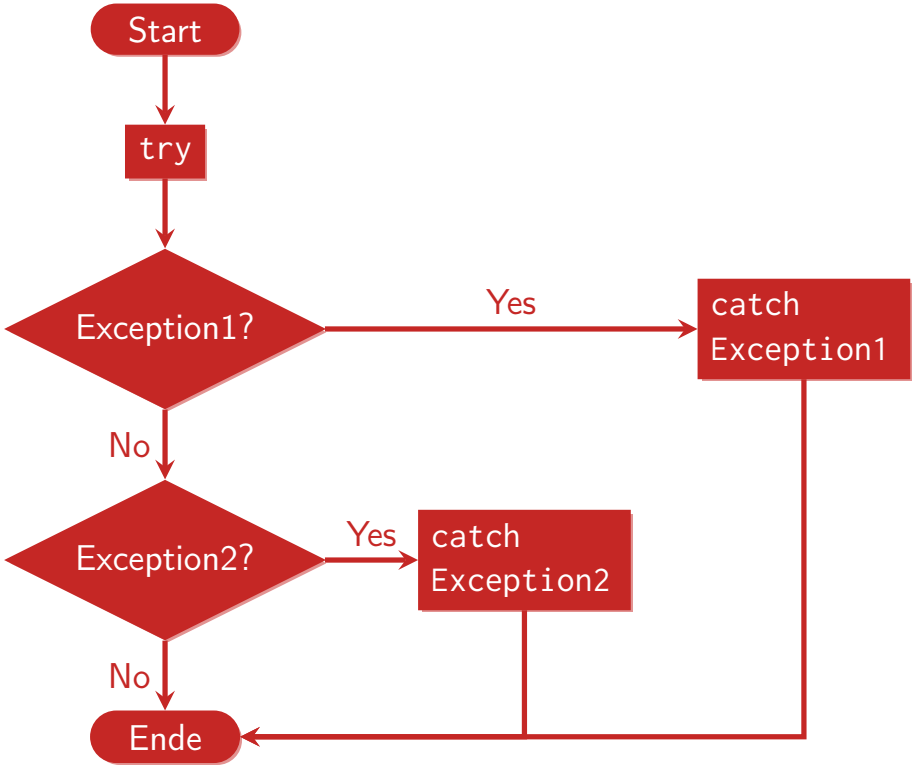 Start
try
Exception1?
Yes
catch
Exception1
No
Exception2?
Yes
catch
Exception2
No
Ende